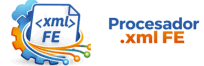 <xml/>
FE
Procesador
.xml FE